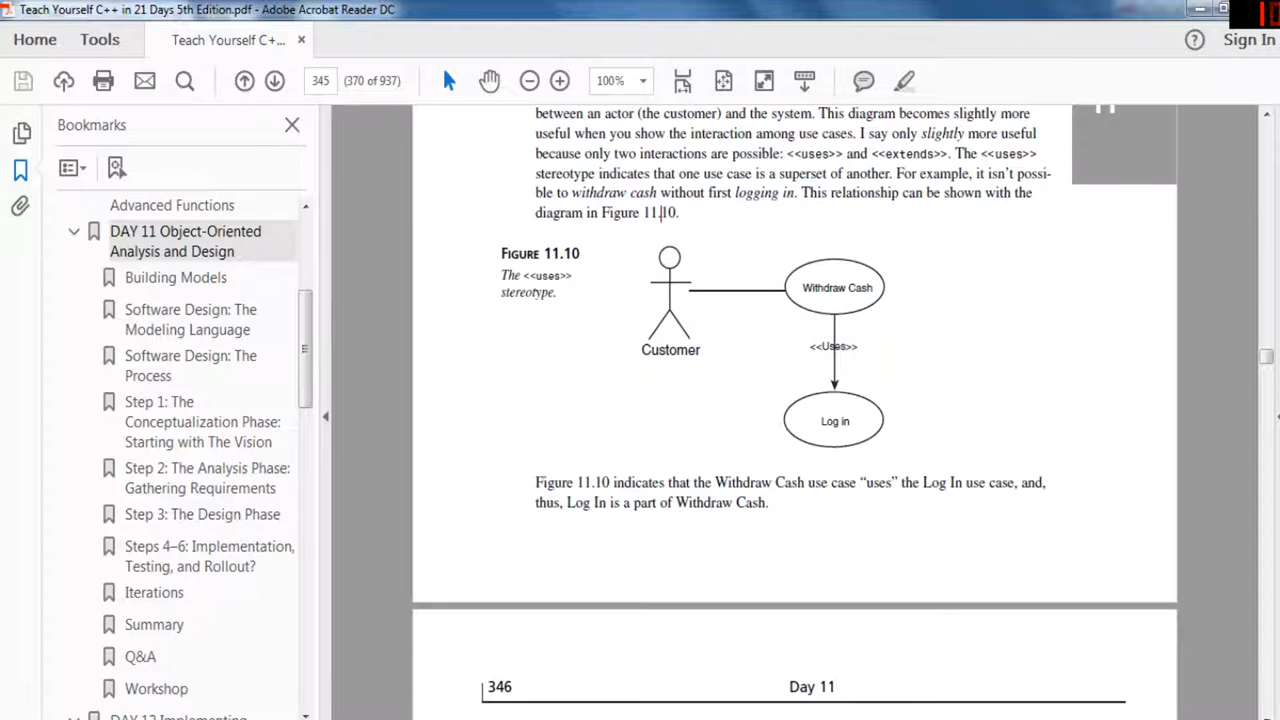 Teach Yourself C++ in 21 Days 5th Edition.pdf - Adobe Acrobat Reader DC
Home
Tools
Teach Yourself C+...
Sign In
345
(370 of 937)
100%
Bookmarks
Advanced Functions
DAY 11 Object-Oriented
Analysis and Design
Building Models
Software Design: The
Modeling Language
Software Design: The
Process
Step 1: The
Conceptualization Phase:
Starting with The Vision
Step 2: The Analysis Phase:
Gathering Requirements
Step 3: The Design Phase
Steps 4–6: Implementation,
Testing, and Rollout?
Iterations
Summary
Q&A
Workshop
DAY 12 Implementing
between an actor (the customer) and the system. This diagram becomes slightly more
useful when you show the interaction among use cases. I say only slightly more useful
because only two interactions are possible: <<uses>> and <<extends>>. The <<uses>>
stereotype indicates that one use case is a superset of another. For example, it isn't possi-
ble to withdraw cash without first logging in. This relationship can be shown with the
diagram in Figure 11.10.
FIGURE 11.10
The <<uses>>
stereotype.
Withdraw Cash
<<Uses>>
Customer
Log in
Figure 11.10 indicates that the Withdraw Cash use case “uses” the Log In use case, and,
thus, Log In is a part of Withdraw Cash.
346
Day 11